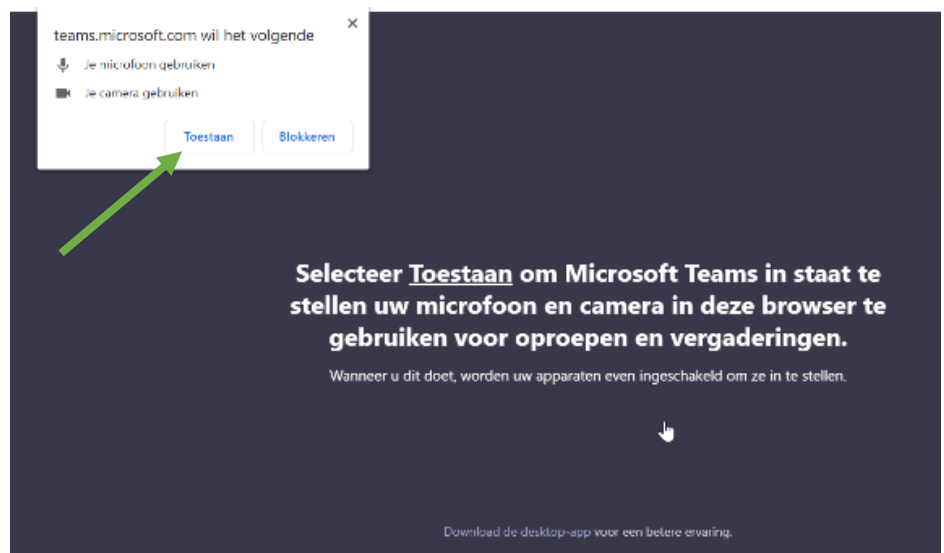 teams.microsoft.com wil het volgende
Je microfoon gebruiken
Je camera gebruiken
Toestaan
Blokkeren
Selecteer Toestaan om Microsoft Teams in staat te
stellen uw microfoon en camera in deze browser te
gebruiken voor oproepen en vergaderingen.
Wanneer u dit doet, worden uw apparaten even ingeschakeld om ze in te stellen.
Download de desktop-app voor een betere ervaring.